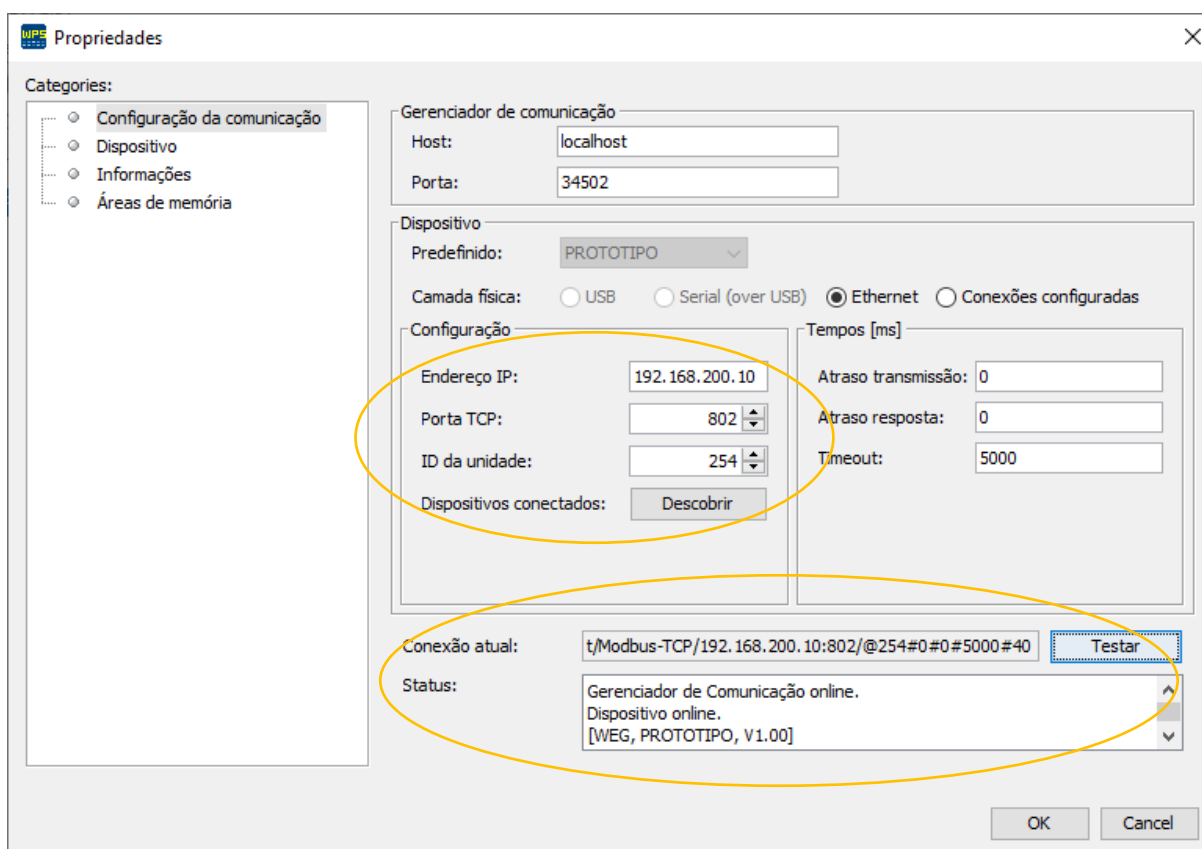 WPS Propriedades
Categories:
Configuração da comunicação
Dispositivo
Informações
Áreas de memória
Gerenciador de comunicação
Host: localhost
Porta: 34502
Dispositivo
Predefinido: PROTOTIPO
Camada física: USB Serial (over USB) Ethernet Conexões configuradas
Configuração
Endereço IP: 192.168.200.10
Porta TCP: 802
ID da unidade: 254
Dispositivos conectados: Descobrir
Tempos [ms]
Atraso transmissão: 0
Atraso resposta: 0
Timeout: 5000
Conexão atual: t/Modbus-TCP/192.168.200.10:802/@254#0#0#5000#40 Testar
Status: Gerenciador de Comunicação online.
Dispositivo online.
[WEG, PROTOTIPO, V1.00]
OK Cancel